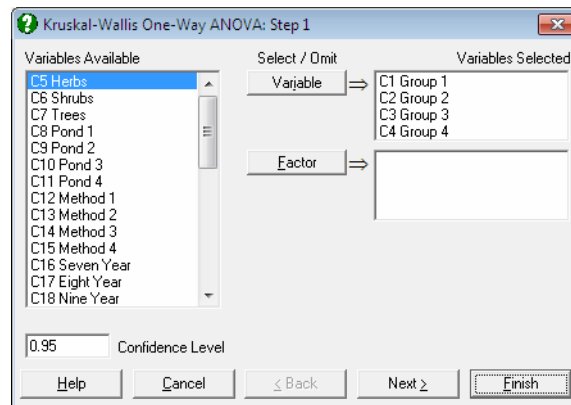 Kruskal-Wallis One-Way ANOVA: Step 1
Variables Available
Select / Omit
Variables Selected
C5 Herbs
C6 Shrubs
C7 Trees
C8 Pond 1
C9 Pond 2
C10 Pond 3
C11 Pond 4
C12 Method 1
C13 Method 2
C14 Method 3
C15 Method 4
C16 Seven Year
C17 Eight Year
C18 Nine Year
Variable
C1 Group 1
C2 Group 2
C3 Group 3
C4 Group 4
Factor
0.95 Confidence Level
Help
Cancel
< Back
Next >
Finish